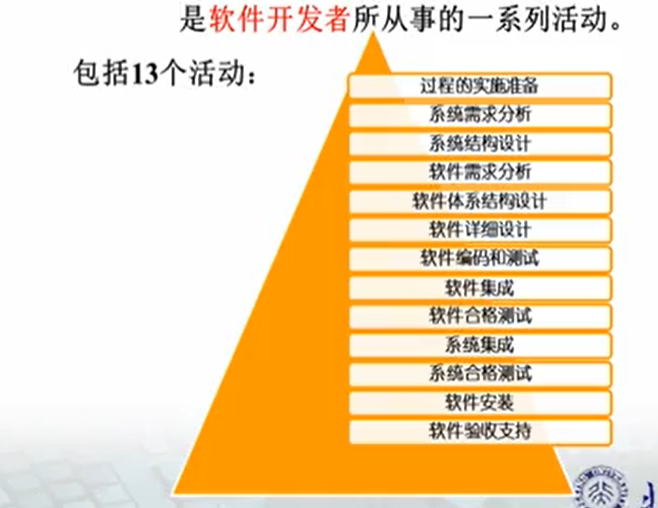 是软件开发者所从事的一系列活动。
包括13个活动：
过程的实施准备
系统需求分析
系统结构设计
软件需求分析
软件体系结构设计
软件详细设计
软件编码和测试
软件集成
软件合格测试
系统集成
系统合格测试
软件安装
软件验收支持